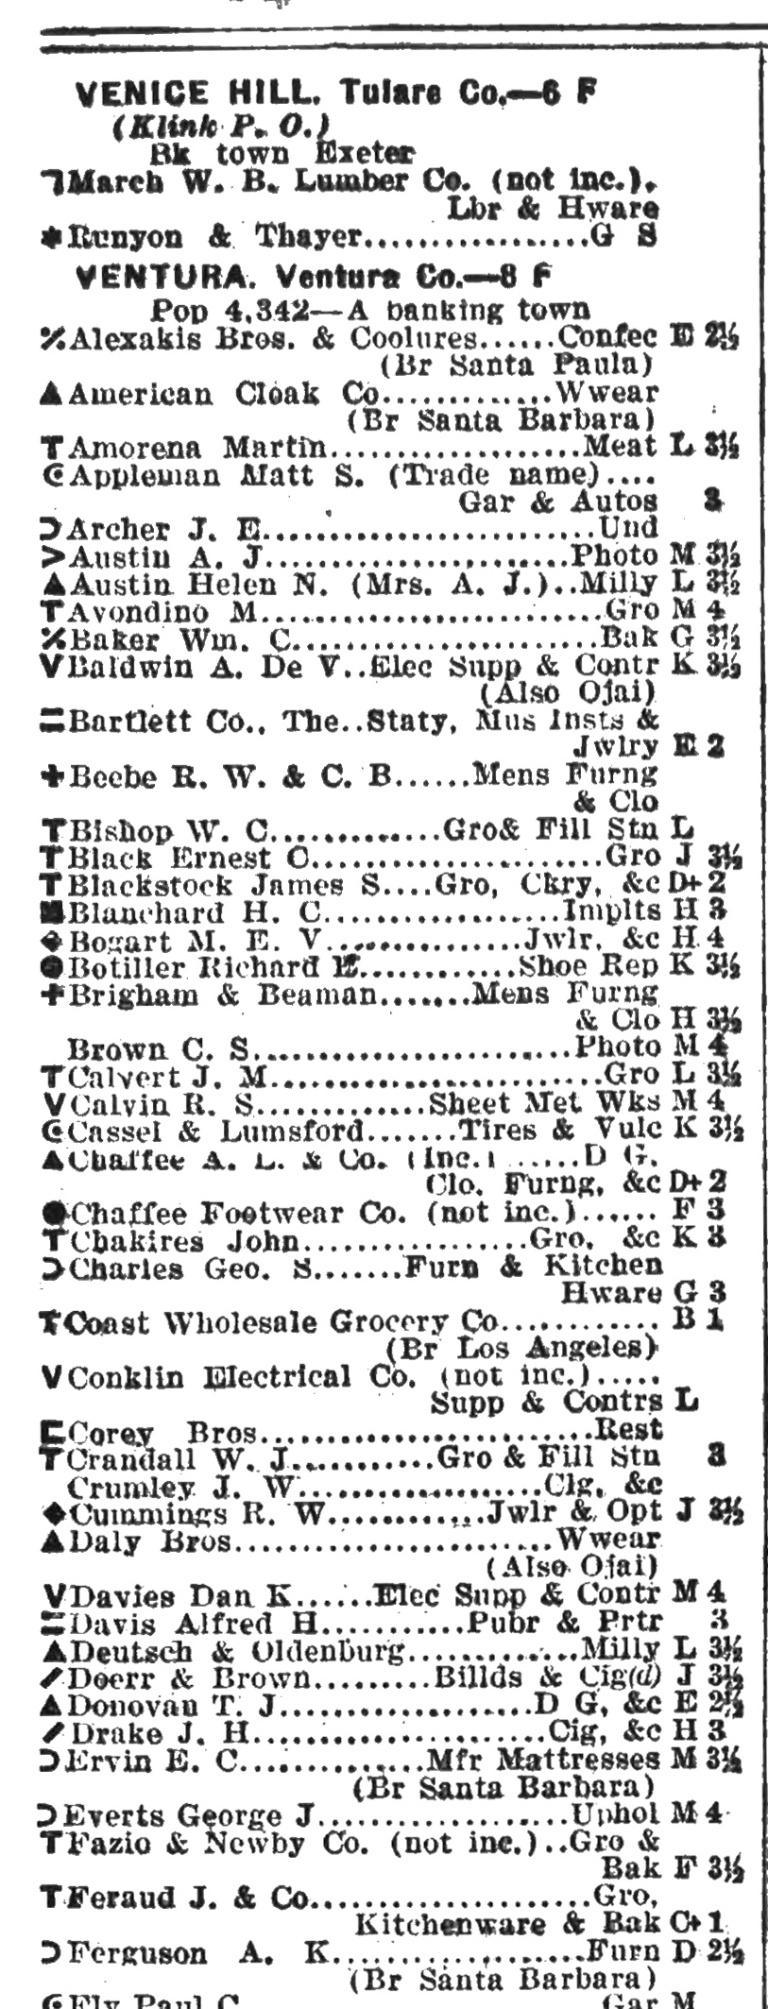 VENICE HILL, Tulare Co.—6 F
(Klink P. O.)
Bk town Exeter
March W. B. Lumber Co. (not inc.),
Lbr & Hware
Runyon & Thayer.................G S
VENTURA, Ventura Co.—8 F
Pop 4,342—A banking town
Alexakis Bros. & Coolures......Confec E 2½
(Br Santa Paula)
American Cloak Co.............Wwear
(Br Santa Barbara)
T Amorena Martin...................Meat L 3½
Appleman Matt S. (Trade name)....
Gar & Autos 3
Archer J. E............................Und
Austin A. J.......................Photo M 3½
Austin Helen N. (Mrs. A. J.)..Milly L 3½
T Avondino M..........................Gro M 4
Baker Wm. C.........................Bak G 3½
V Baldwin A. De V..Elec Supp & Contr K 3½
(Also Ojai)
Bartlett Co., The..Staty, Mus Insts &
Jwlry E 2
Beebe R. W. & C. B......Mens Furng
& Clo
T Bishop W. C..............Gro& Fill Stn L
T Black Ernest C......................Gro J 3½
T Blackstock James S....Gro, Ckry, &c D+ 2
Blanchard H. C..................Implts H 3
Bogart M. E. V................Jwlr, &c H 4
Botiller Richard E.............Shoe Rep K 3½
Brigham & Beaman.......Mens Furng
& Clo H 3½
Brown C. S..........................Photo M 4
T Calvert J. M...........................Gro L 3½
V Calvin R. S.............Sheet Met Wks M 4
Cassel & Lumsford.......Tires & Vulc K 3½
Chaffee A. L. & Co. (Inc.) ......D G,
Clo, Furng, &c D+ 2
Chaffee Footwear Co. (not inc.)...... F 3
T Chakires John.................Gro, &c K 3
Charles Geo. S.......Furn & Kitchen
Hware G 3
T Coast Wholesale Grocery Co............ B 1
(Br Los Angeles)
V Conklin Electrical Co. (not inc.).....
Supp & Contrs L
Corey Bros...........................Rest
T Crandall W. J............Gro & Fill Stn 3
Crumley J. W....................Clg, &c
Cummings R. W.............Jwlr & Opt J 3½
Daly Bros..........................Wwear
(Also Ojai)
V Davies Dan K......Elec Supp & Contr M 4
Davis Alfred H...........Pubr & Prtr 3
Deutsch & Oldenburg..............Milly L 3½
Doerr & Brown.........Billds & Cig(d) J 3½
Donovan T. J....................D G, &c E 2½
Drake J. H.......................Cig, &c H 3
Ervin E. C..............Mfr Mattresses M 3½
(Br Santa Barbara)
Everts George J....................Uphol M 4
T Fazio & Newby Co. (not inc.)..Gro &
Bak F 3½
T Feraud J. & Co......................Gro,
Kitchenware & Bak C+ 1
Ferguson A. K....................Furn D 2½
(Br Santa Barbara)
Ely Paul C Gar M